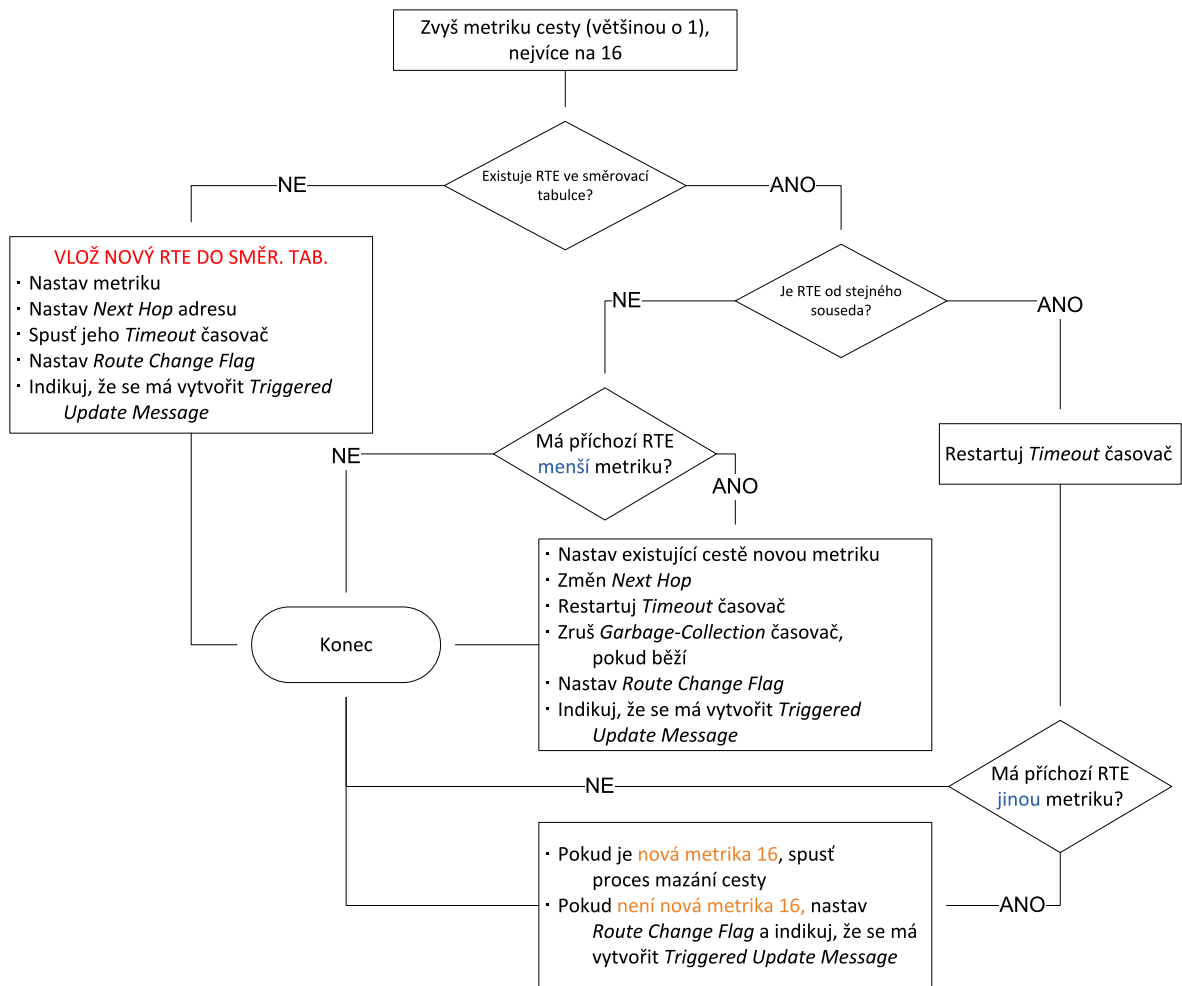 Zvyš metriku cesty (většinou o 1),
nejvíce na 16
Existuje RTE ve směrovací
tabulce?
NE
ANO
VLOŽ NOVÝ RTE DO SMĚR. TAB.
· Nastav metriku
· Nastav Next Hop adresu
· Spusť jeho Timeout časovač
· Nastav Route Change Flag
· Indikuj, že se má vytvořit Triggered
Update Message
Je RTE od stejného
souseda?
NE
ANO
Má příchozí RTE
menší metriku?
NE
ANO
Restartuj Timeout časovač
· Nastav existující cestě novou metriku
· Změn Next Hop
· Restartuj Timeout časovač
· Zruš Garbage-Collection časovač,
pokud běží
· Nastav Route Change Flag
· Indikuj, že se má vytvořit Triggered
Update Message
Konec
Má příchozí RTE
jinou metriku?
NE
ANO
· Pokud je nová metrika 16, spusť
proces mazání cesty
· Pokud není nová metrika 16, nastav
Route Change Flag a indikuj, že se má
vytvořit Triggered Update Message